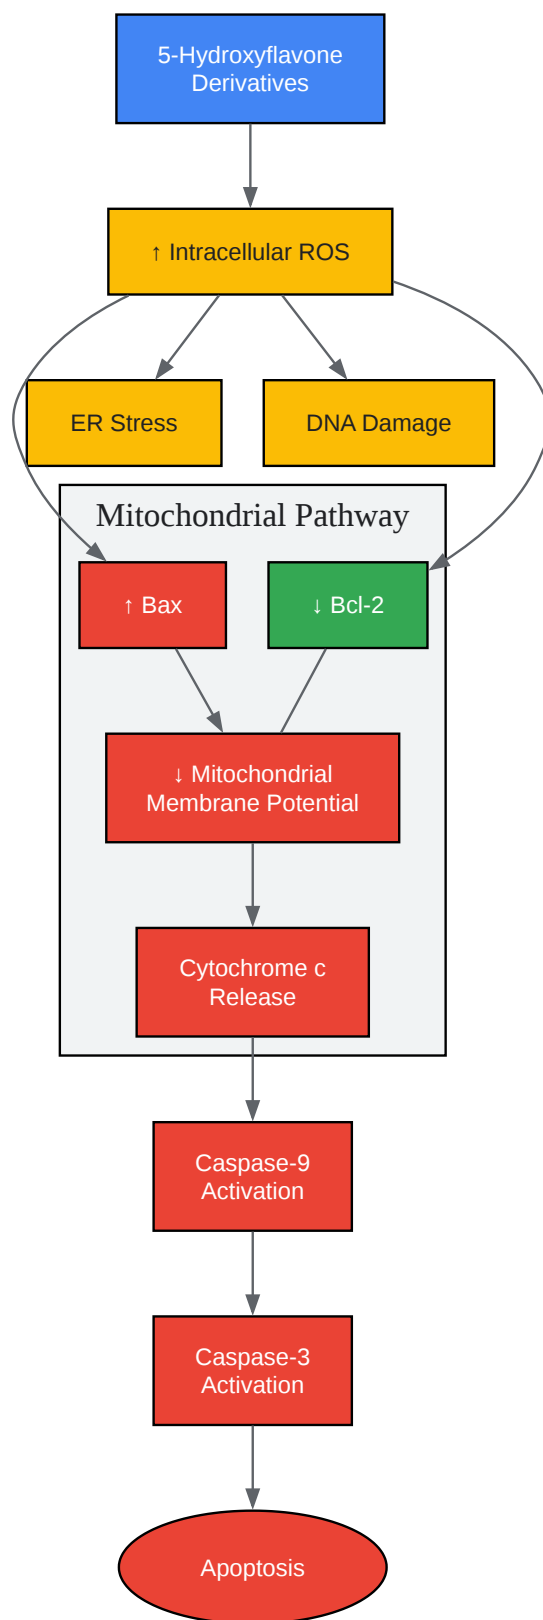 5-Hydroxyflavone
Derivatives
↑ Intracellular ROS
ER Stress
DNA Damage
Mitochondrial Pathway
↑ Bax
↓ Bcl-2
↓ Mitochondrial
Membrane Potential
Cytochrome c
Release
Caspase-9
Activation
Caspase-3
Activation
Apoptosis